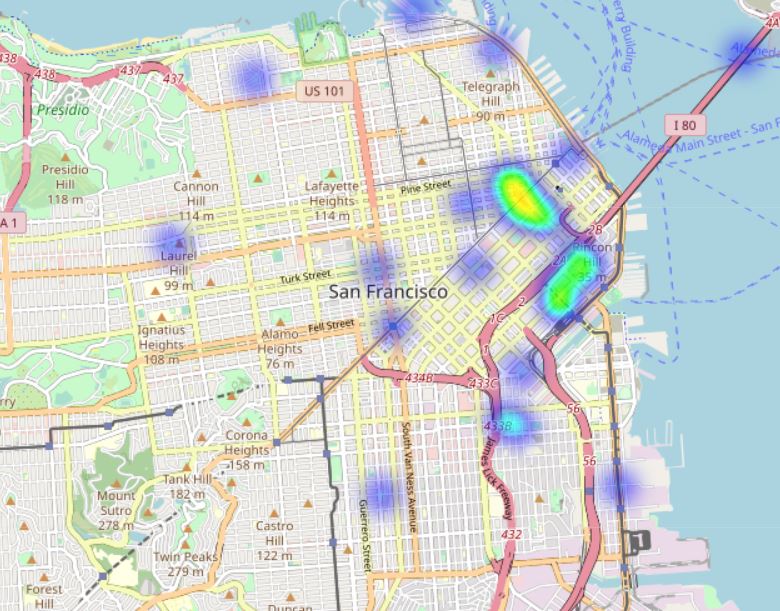 438
438
437
437
US 101
Presidio
Telegraph
Hill
90 m
I 80
4A
Alameda
ding
erry Building
Alameda Main Street - San F
Presidio
Hill
118 m
Cannon
Hill
114 m
Lafayette
Heights
114 m
Pine Street
A 1
2B
Laurel
Hill
99 m
Turk Street
Rincon
Hill
35 m
2A
2
San Francisco
1C
1
Ignatius
Heights
108 m
Alamo
Heights
76 m
Fell Street
434B
433C
rry
433B
56
Corona
Heights
158 m
South Van Ness Avenue
James Lick Freeway
56
Mount
Sutro
278 m
Tank Hill
182 m
Guerrero Street
Castro
Hill
122 m
432
Twin Peaks
279 m
Forest
Hill
Duncan